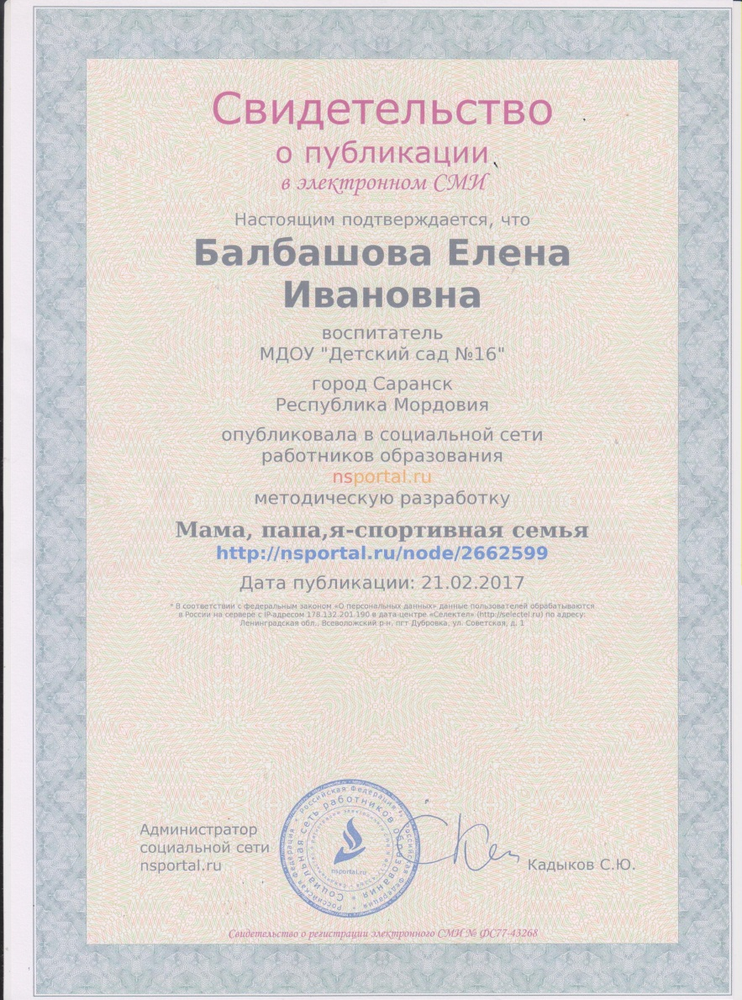 Свидетельство
о публикации
в электронном СМИ
Настоящим подтверждается, что
Балбашова Елена
Ивановна
воспитатель
МДОУ "Детский сад №16"
город Саранск
Республика Мордовия
опубликовала в социальной сети
работников образования
nsportal.ru
методическую разработку
Мама, папа,я-спортивная семья
http://nsportal.ru/node/2662599
Дата публикации: 21.02.2017
* В соответствии с федеральным законом «О персональных данных» данные пользователей обрабатываются
в России на сервере с IP-адресом 178.132.201.190 в дата-центре «Селектел» (http://selectel.ru) по адресу:
Ленинградская обл., Всеволожский р-н. пгт Дубровка, ул. Советская, д. 1
Администратор
социальной сети
nsportal.ru
Российская Федерация * Российская Федерация * Российская Федерация *
Социальная сеть работников образования *
nsportal.ru
Кадыков С.Ю.
Свидетельство о регистрации электронного СМИ № ФС77-43268